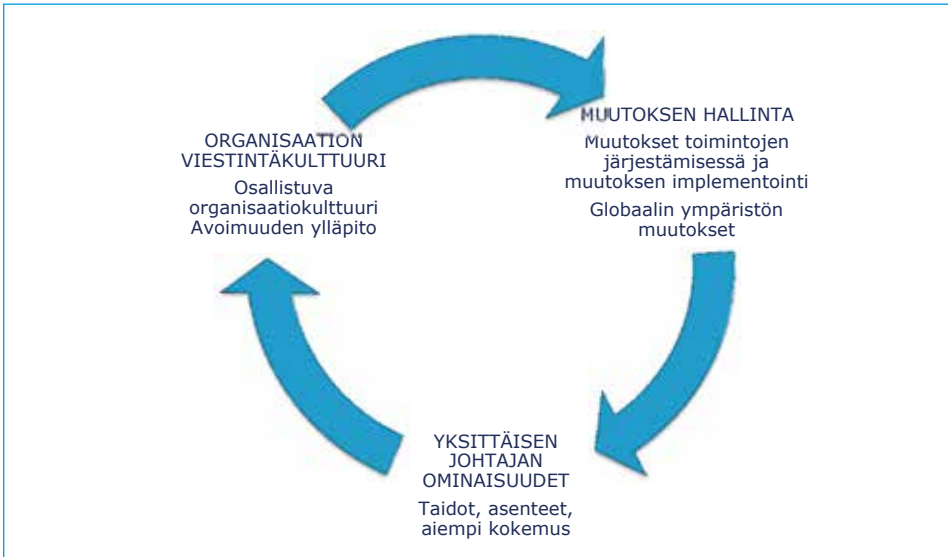 ORGANISAATION
VIESTINTÄKULTTUURI
Osallistuva
organisaatiokulttuuri
Avoimuuden ylläpito
MUUTOKSEN HALLINTA
Muutokset toimintojen
järjestämisessä ja
muutoksen implementointi
Globaalin ympäristön
muutokset
YKSITTÄISEN
JOHTAJAN
OMINAISUUDET
Taidot, asenteet,
aiempi kokemus